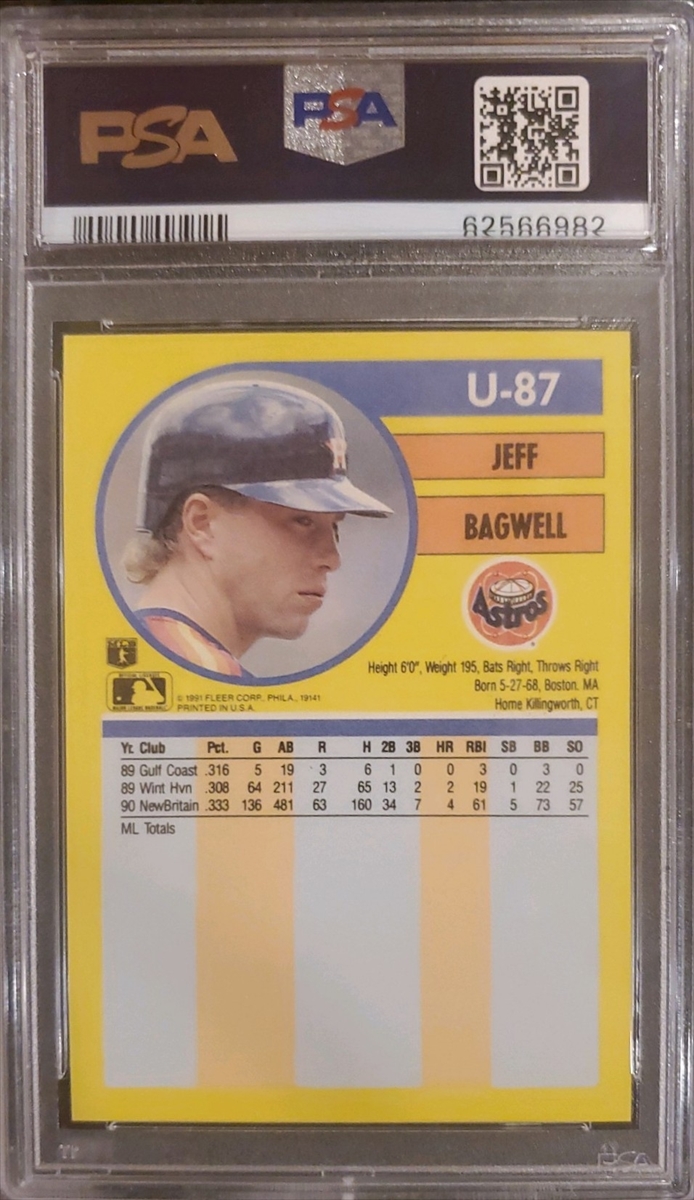 PSA PSA
62566982
U-87
JEFF
BAGWELL
Astros
Height 6'0", Weight 195, Bats Right, Throws Right
Born 5-27-68, Boston, MA
Home Killingworth, CT
© 1991 FLEER CORP., PHILA., 19141
PRINTED IN U.S.A.
Yr. Club Pct. G AB R H 2B 3B HR RBI SB BB SO
89 Gulf Coast .316 5 19 3 6 1 0 0 3 0 3 0
89 Wint Hvn .308 64 211 27 65 13 2 2 19 1 22 25
90 NewBritain .333 136 481 63 160 34 7 4 61 5 73 57
ML Totals
PSA